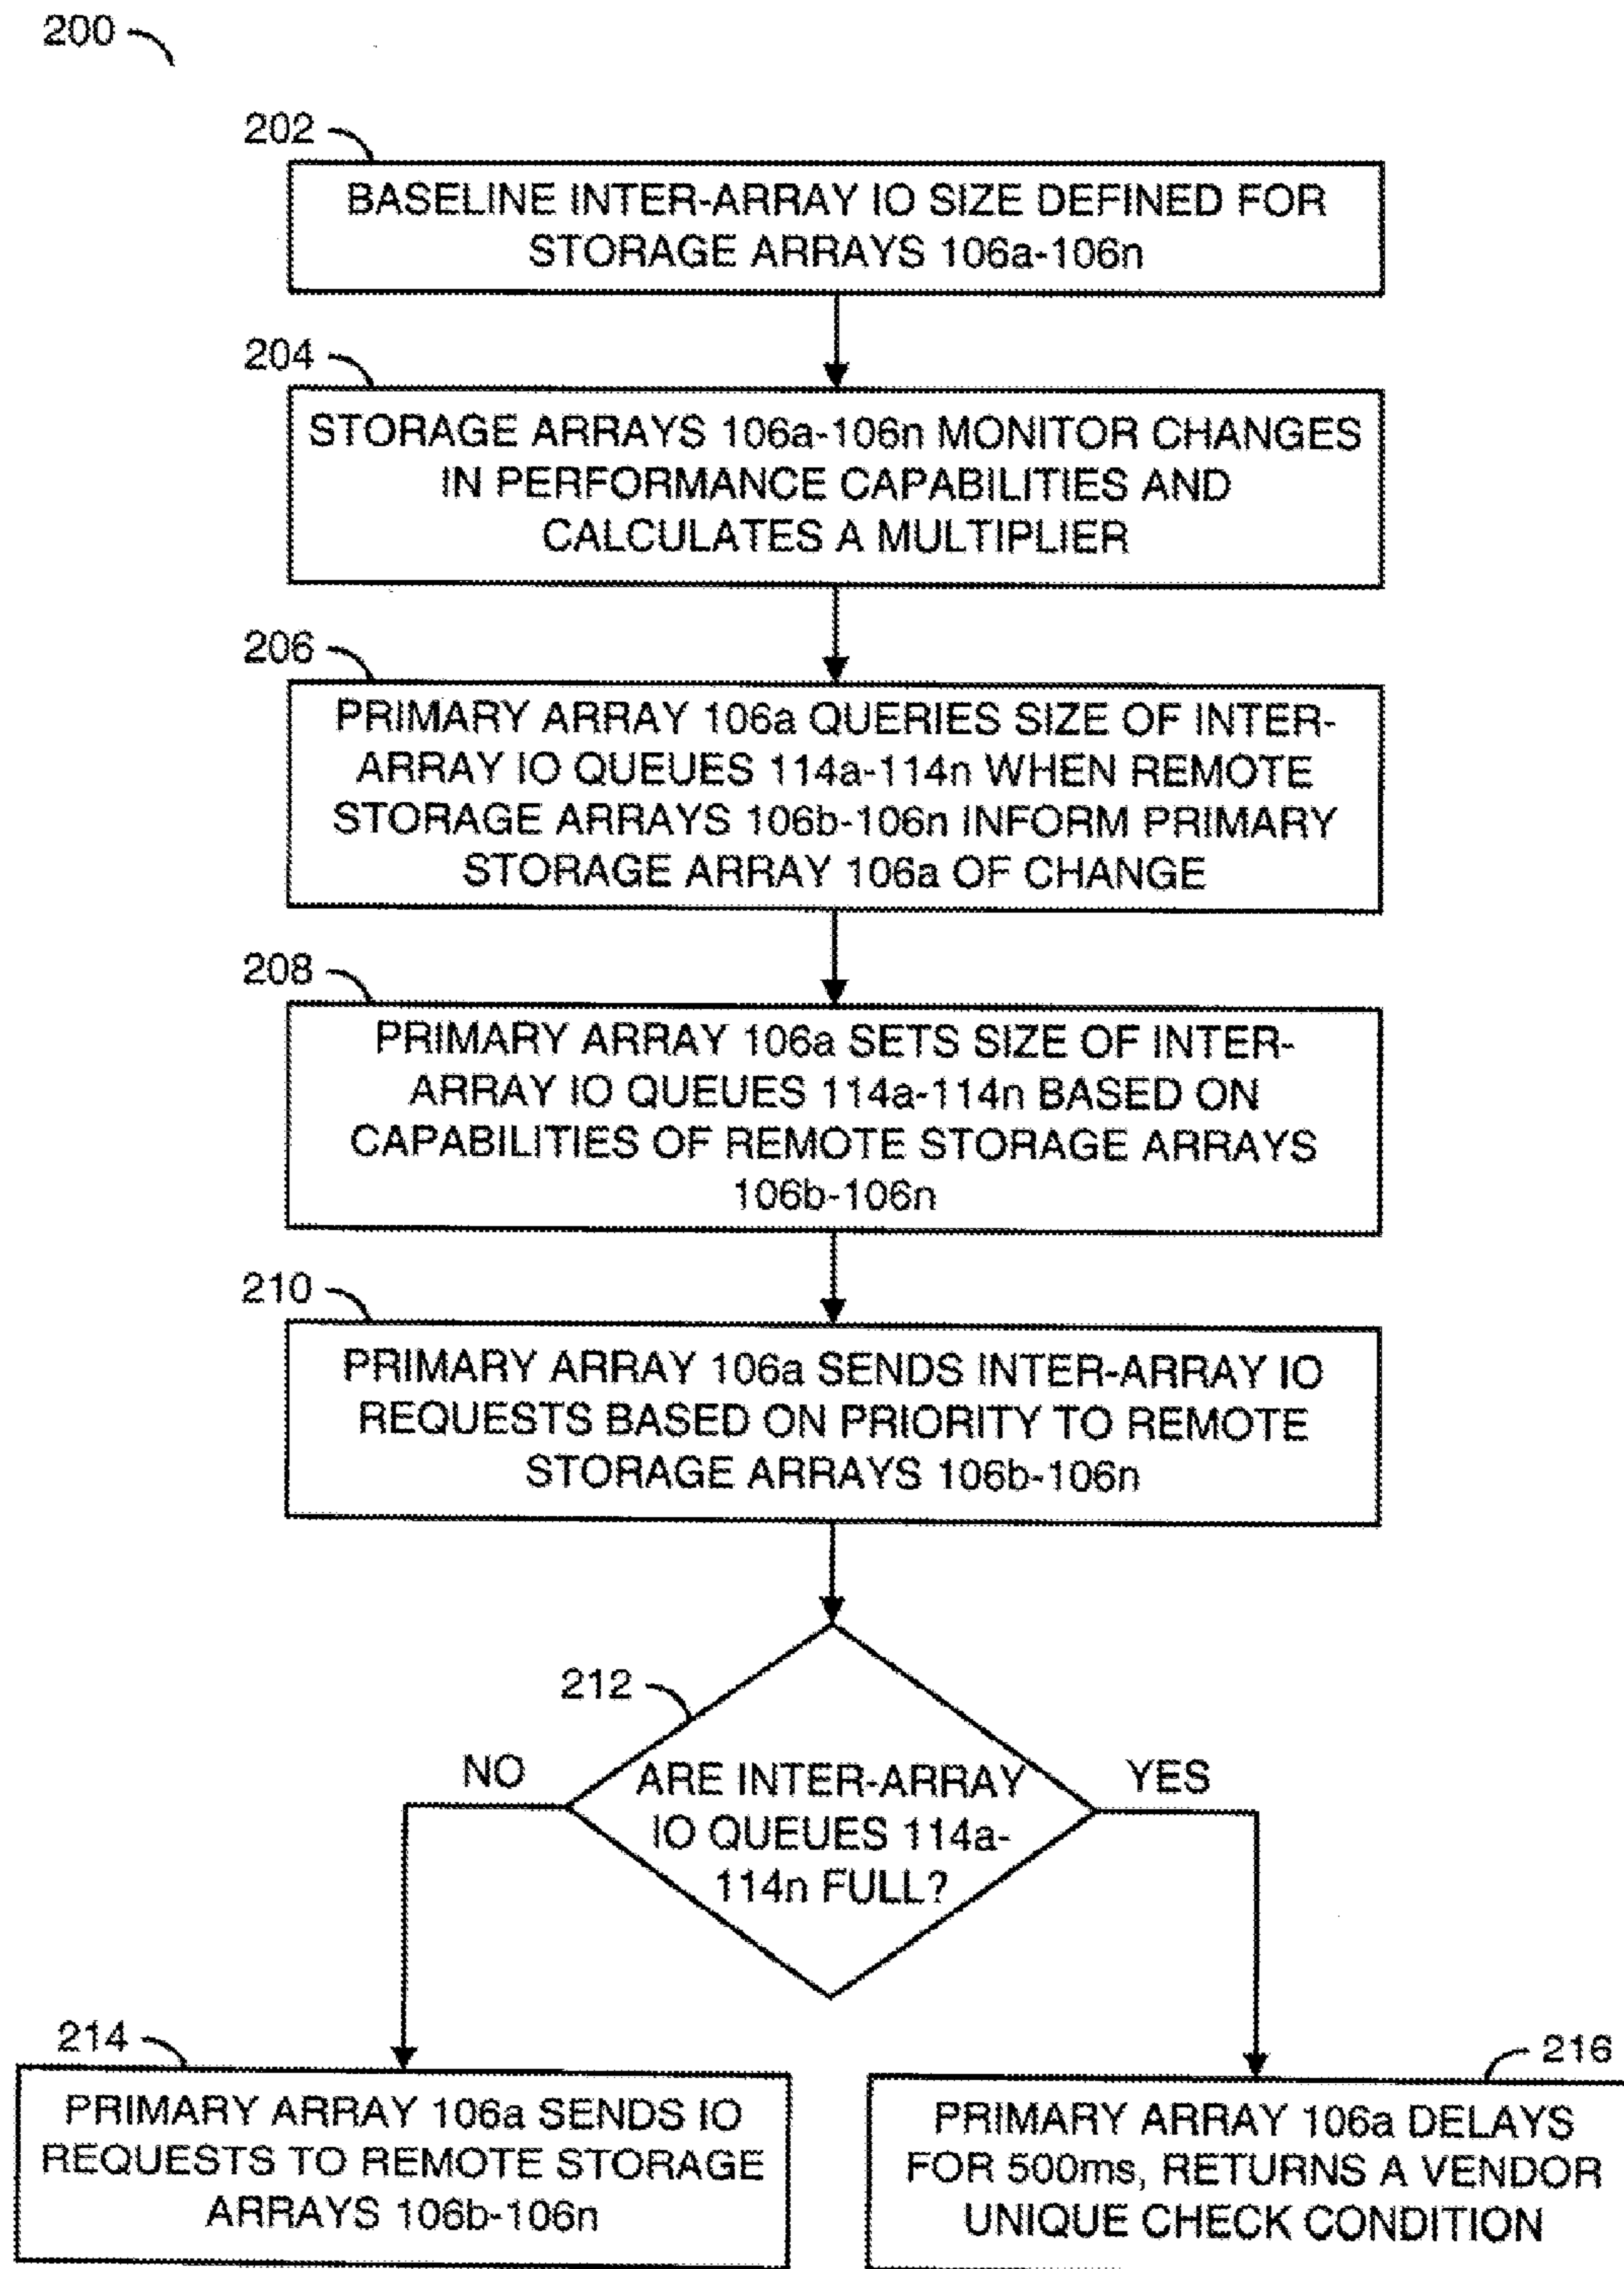 200
202
BASELINE INTER-ARRAY IO SIZE DEFINED FOR
STORAGE ARRAYS 106a-106n
204
STORAGE ARRAYS 106a-106n MONITOR CHANGES
IN PERFORMANCE CAPABILITIES AND
CALCULATES A MULTIPLIER
206
PRIMARY ARRAY 106a QUERIES SIZE OF INTER-
ARRAY IO QUEUES 114a-114n WHEN REMOTE
STORAGE ARRAYS 106b-106n INFORM PRIMARY
STORAGE ARRAY 106a OF CHANGE
208
PRIMARY ARRAY 106a SETS SIZE OF INTER-
ARRAY IO QUEUES 114a-114n BASED ON
CAPABILITIES OF REMOTE STORAGE ARRAYS
106b-106n
210
PRIMARY ARRAY 106a SENDS INTER-ARRAY IO
REQUESTS BASED ON PRIORITY TO REMOTE
STORAGE ARRAYS 106b-106n
212
NO
YES
ARE INTER-ARRAY
IO QUEUES 114a-
114n FULL?
214
PRIMARY ARRAY 106a SENDS IO
REQUESTS TO REMOTE STORAGE
ARRAYS 106b-106n
216
PRIMARY ARRAY 106a DELAYS
FOR 500ms, RETURNS A VENDOR
UNIQUE CHECK CONDITION